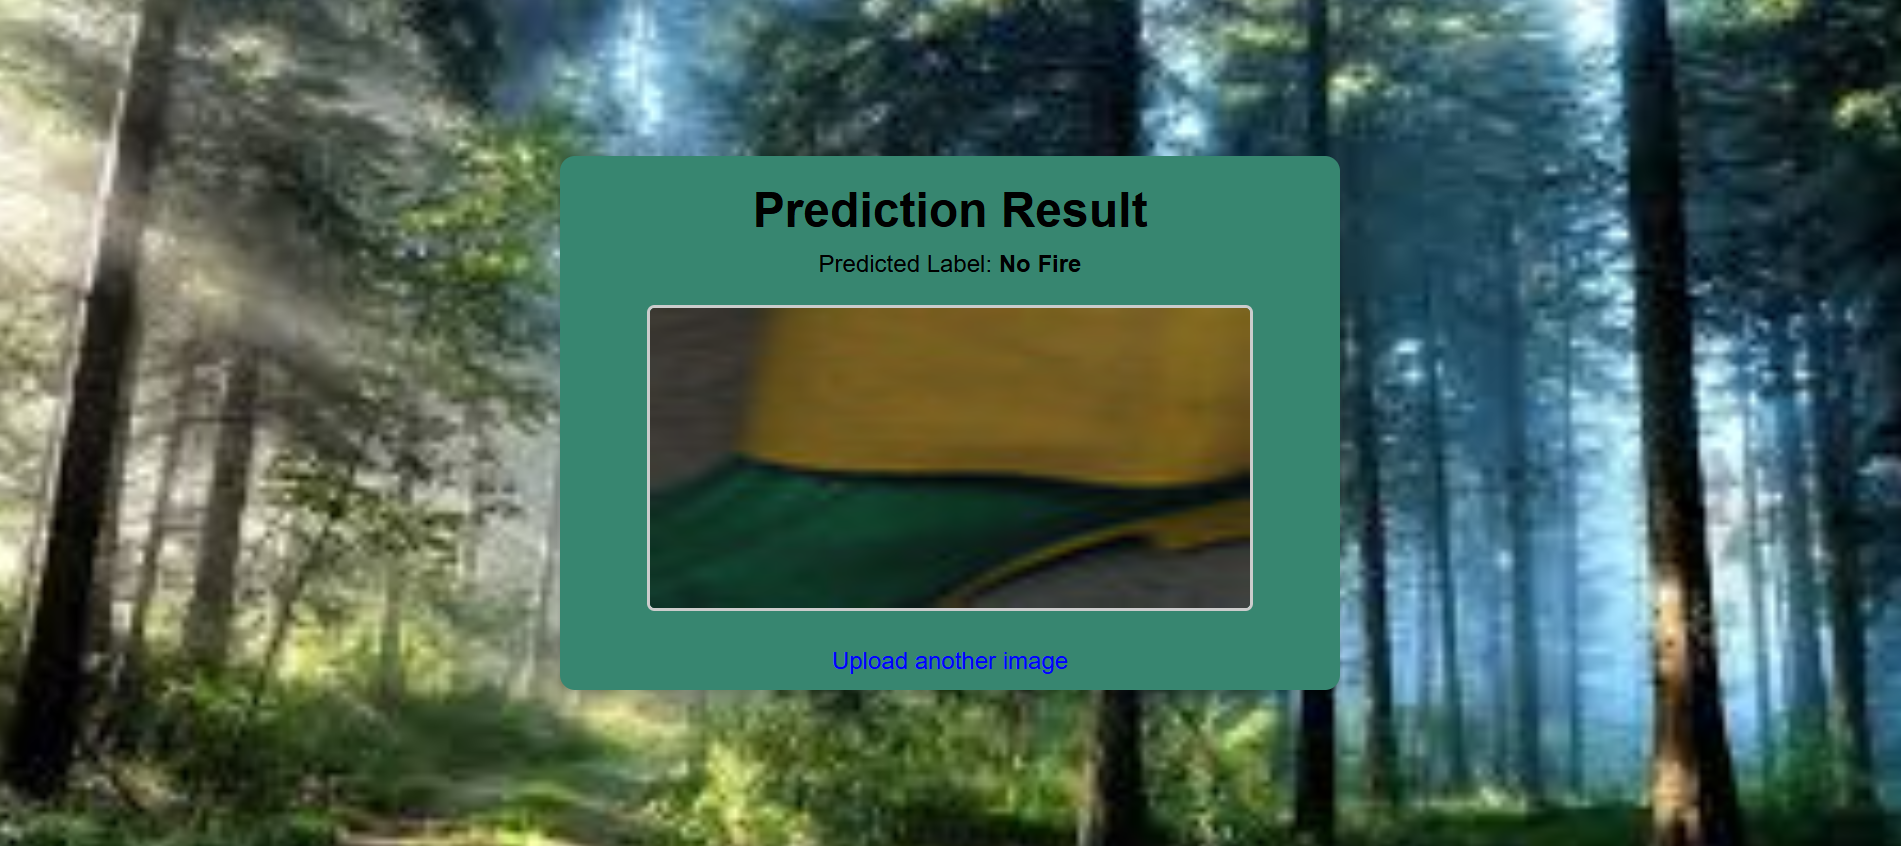 Prediction Result
Predicted Label: No Fire
Upload another image